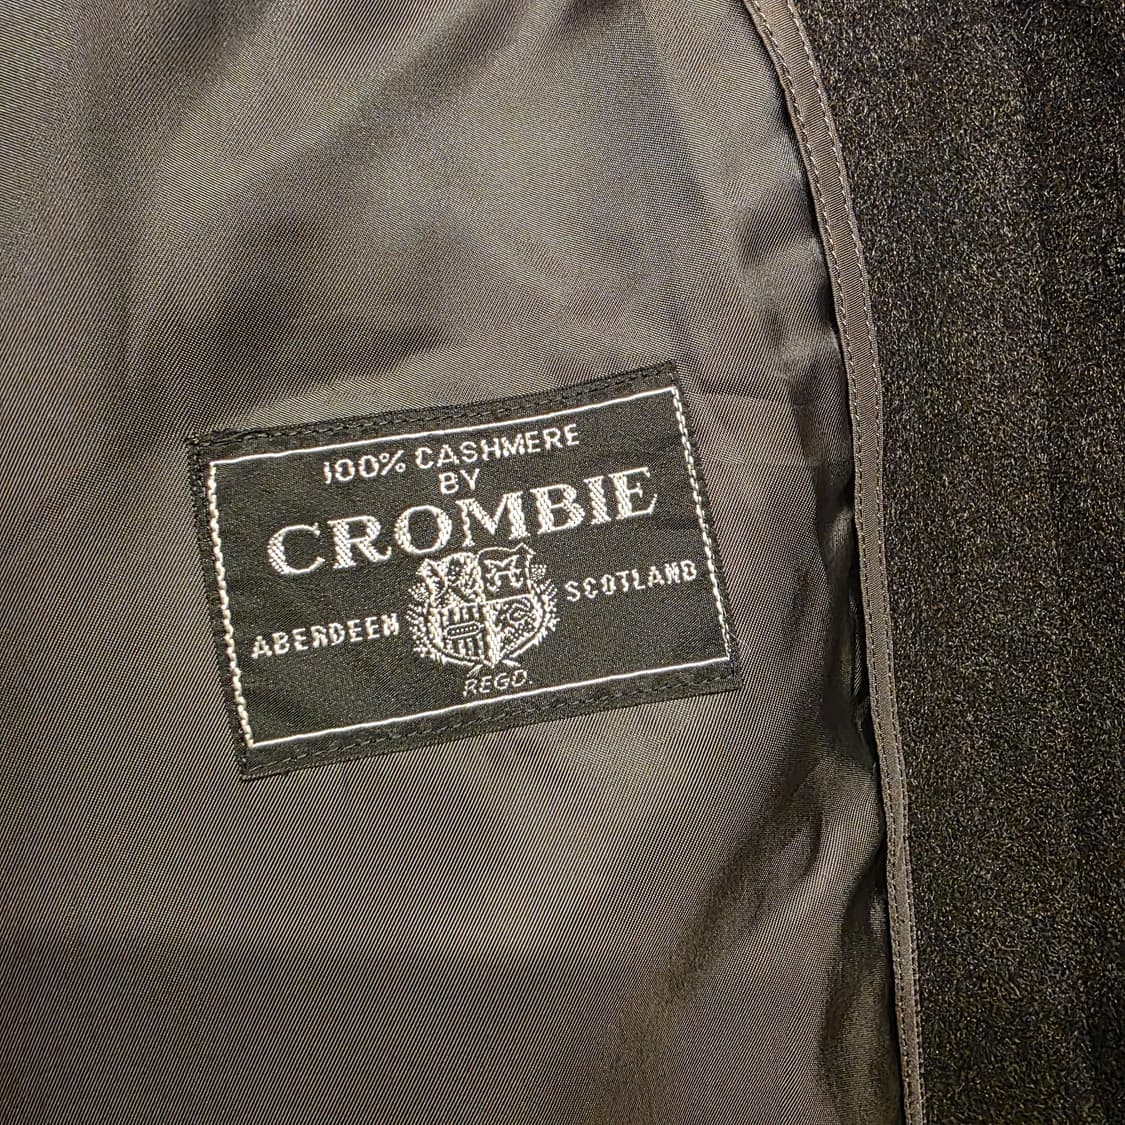 100% CASHMERE
BY
CROMBIE
ABERDEEN SCOTLAND
REGD.